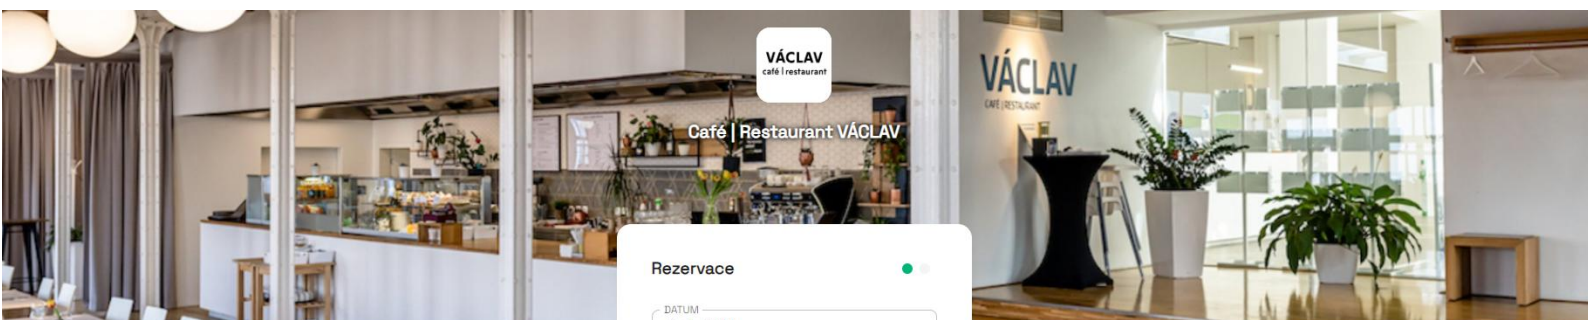 VÁCLAV
café | restaurant
Café | Restaurant VÁCLAV
VÁCLAV
CAFÉ | RESTAURANT
Rezervace
DATUM